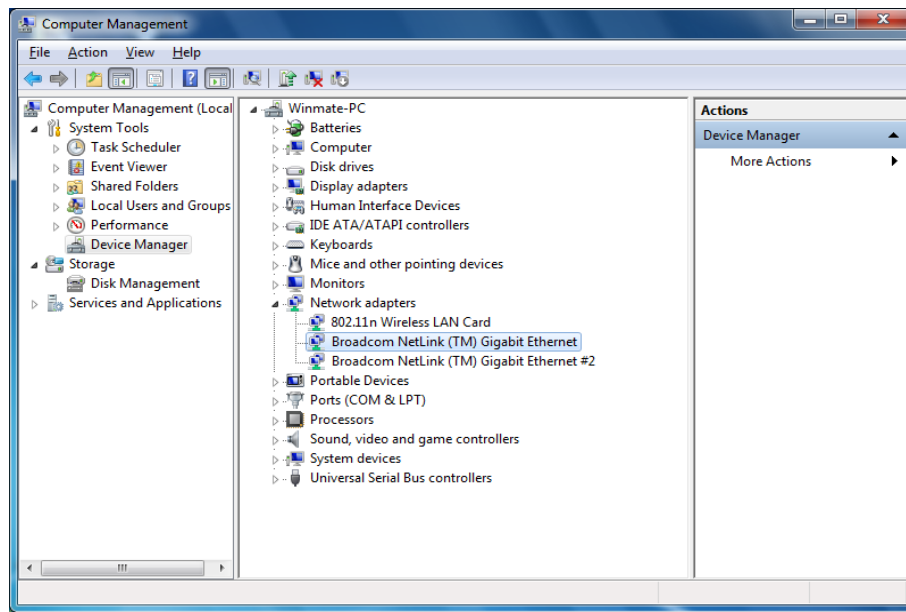 Computer Management
File Action View Help
Computer Management (Local
System Tools
Task Scheduler
Event Viewer
Shared Folders
Local Users and Groups
Performance
Device Manager
Storage
Disk Management
Services and Applications
Winmate-PC
Batteries
Computer
Disk drives
Display adapters
Human Interface Devices
IDE ATA/ATAPI controllers
Keyboards
Mice and other pointing devices
Monitors
Network adapters
802.11n Wireless LAN Card
Broadcom NetLink (TM) Gigabit Ethernet
Broadcom NetLink (TM) Gigabit Ethernet #2
Portable Devices
Ports (COM & LPT)
Processors
Sound, video and game controllers
System devices
Universal Serial Bus controllers
Actions
Device Manager
More Actions